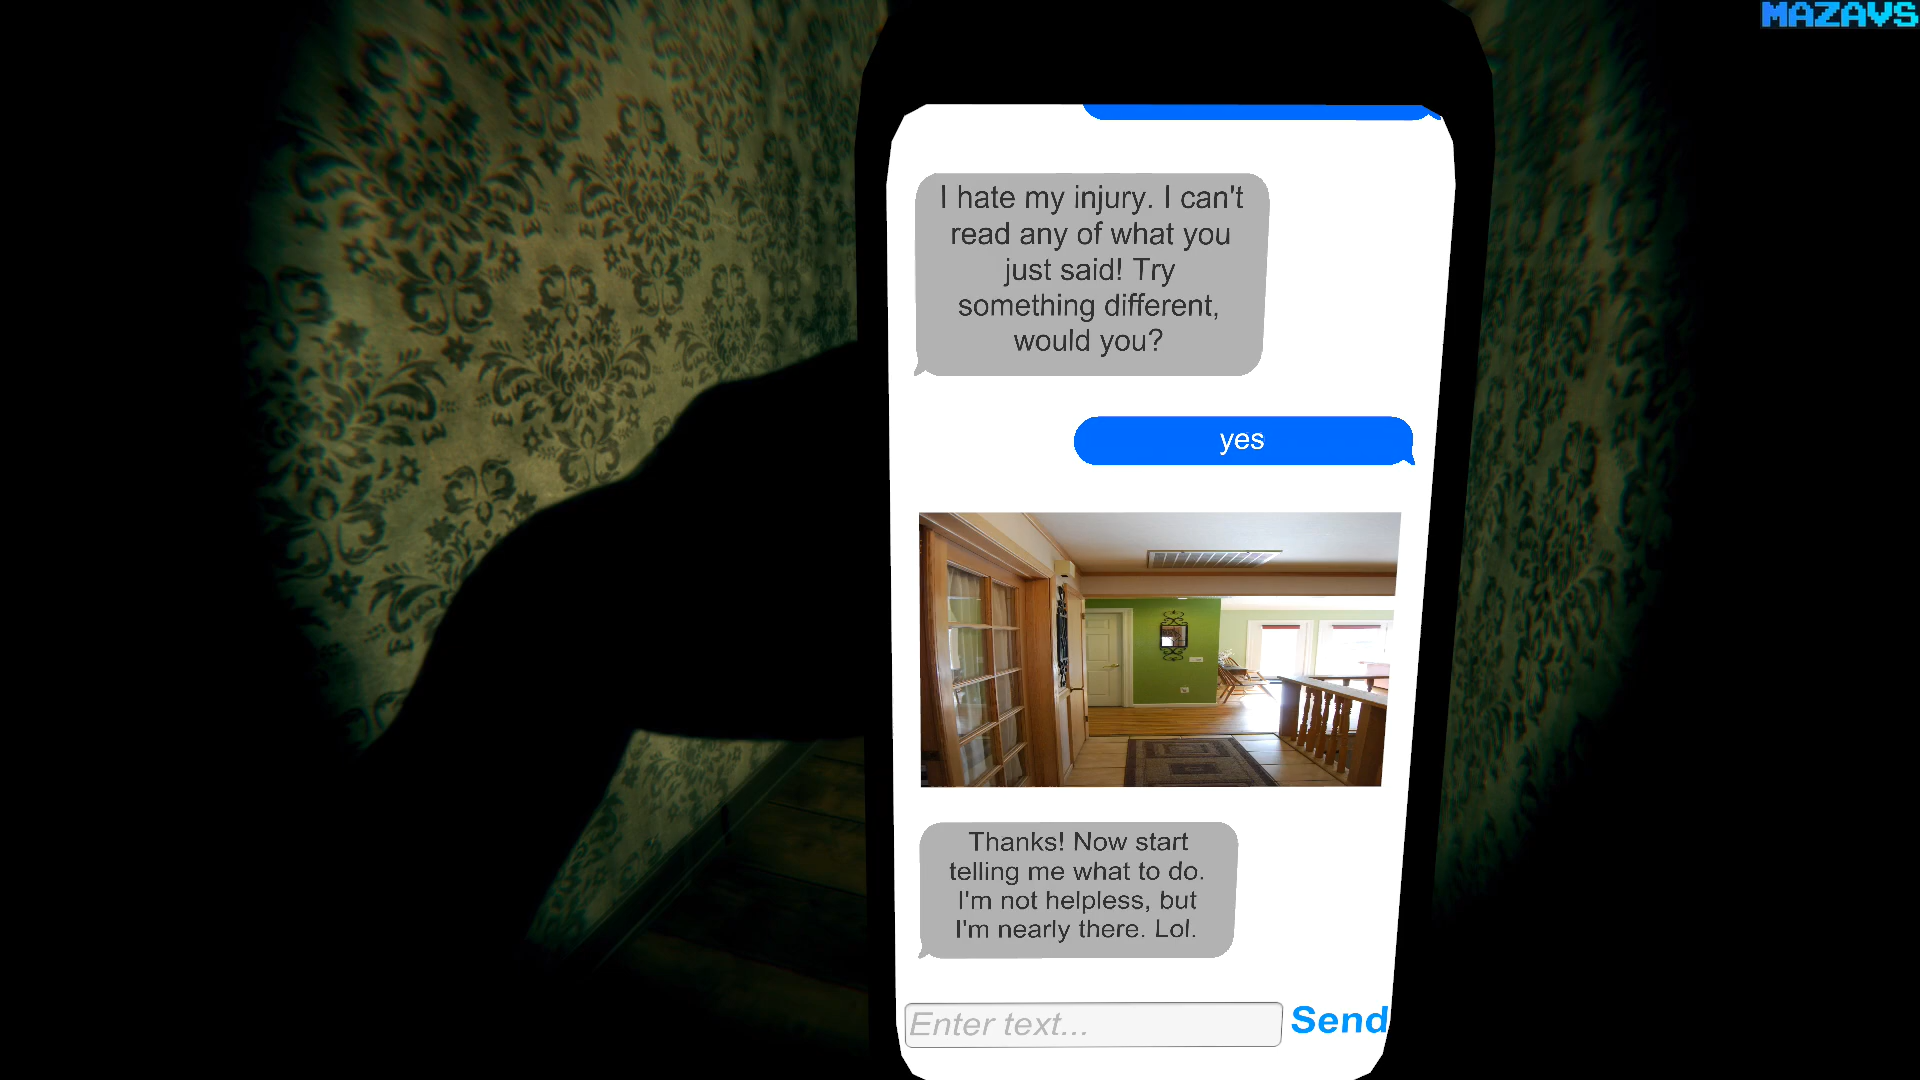 MAZAVS
I hate my injury. I can't
read any of what you
just said! Try
something different,
would you?
yes
Thanks! Now start
telling me what to do.
I'm not helpless, but
I'm nearly there. Lol.
Enter text...
Send